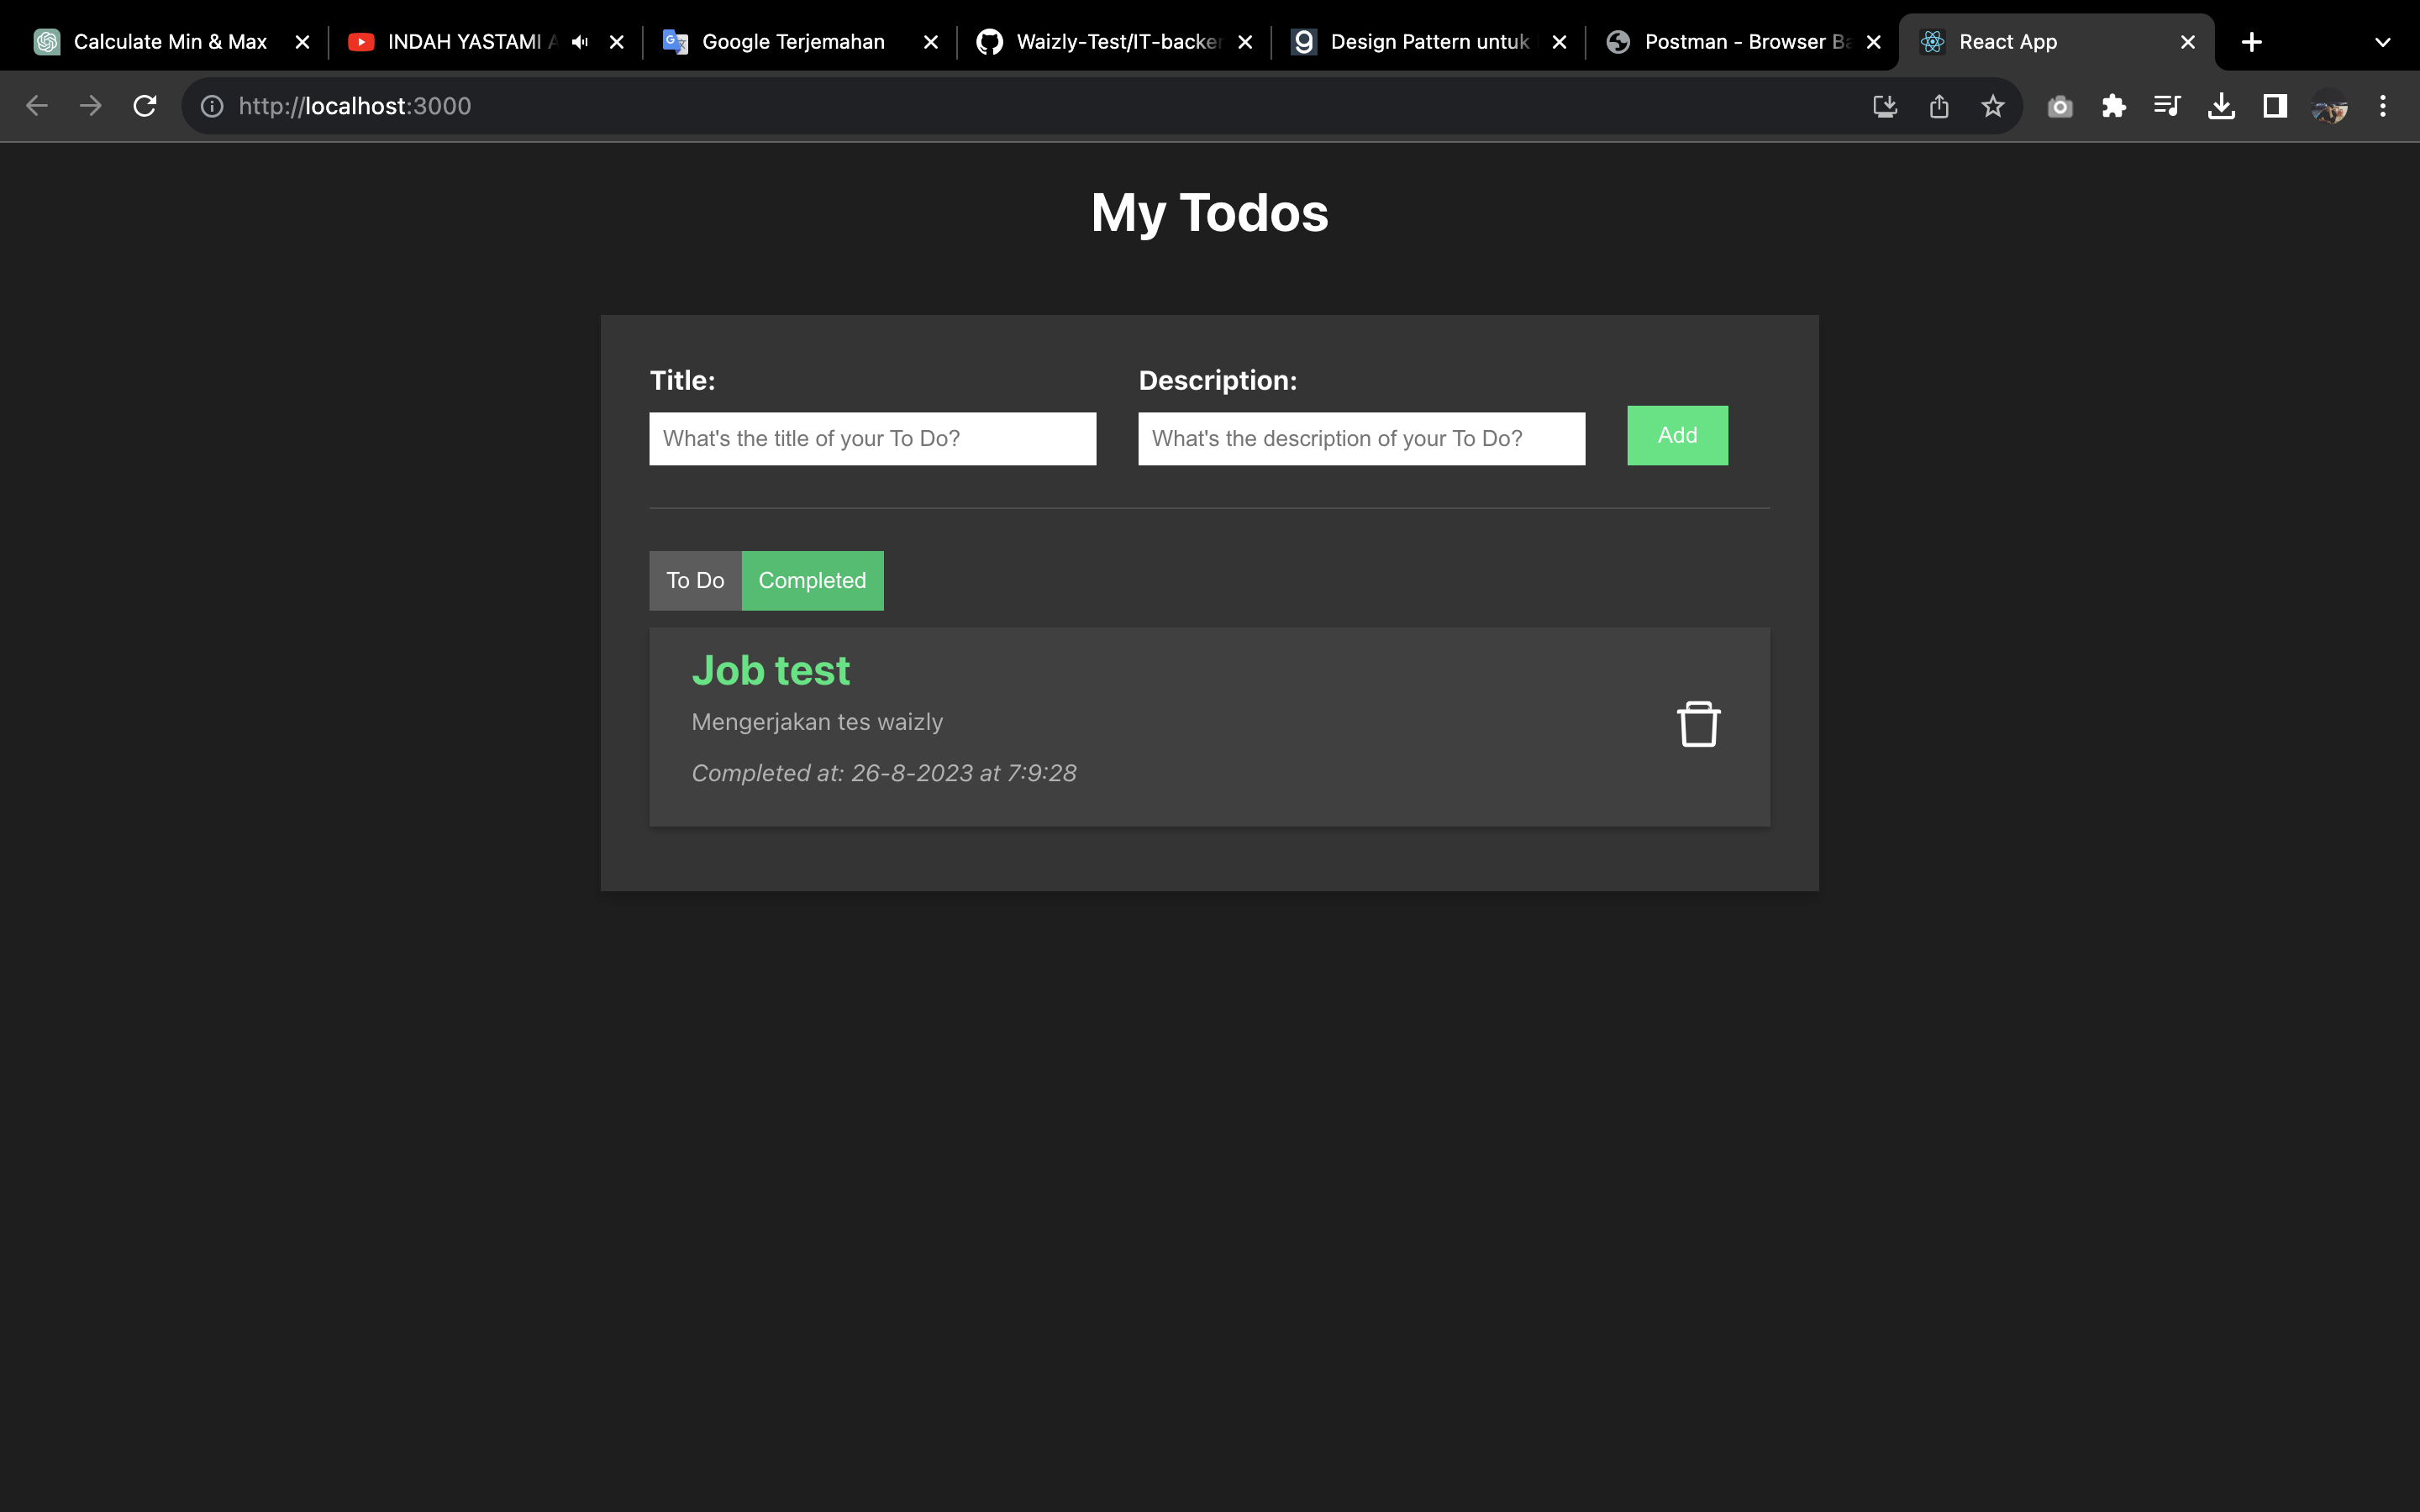 Calculate Min & Max
INDAH YASTAMI
Google Terjemahan
Waizly-Test/IT-backen
Design Pattern untuk
Postman - Browser Ba
React App
http://localhost:3000
My Todos
Title:
Description:
What's the title of your To Do?
What's the description of your To Do?
Add
To Do
Completed
Job test
Mengerjakan tes waizly
Completed at: 26-8-2023 at 7:9:28